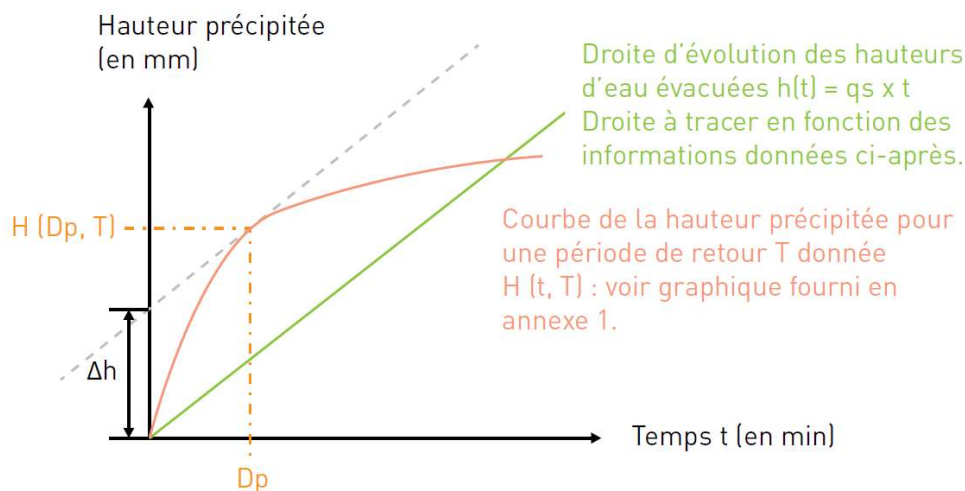 Hauteur précipitée
(en mm)
Droite d'évolution des hauteurs
d'eau évacuées h(t) = qs x t
Droite à tracer en fonction des
informations données ci-après.
H (Dp, T)
Courbe de la hauteur précipitée pour
une période de retour T donnée
H (t, T) : voir graphique fourni en
annexe 1.
Δh
Temps t (en min)
Dp